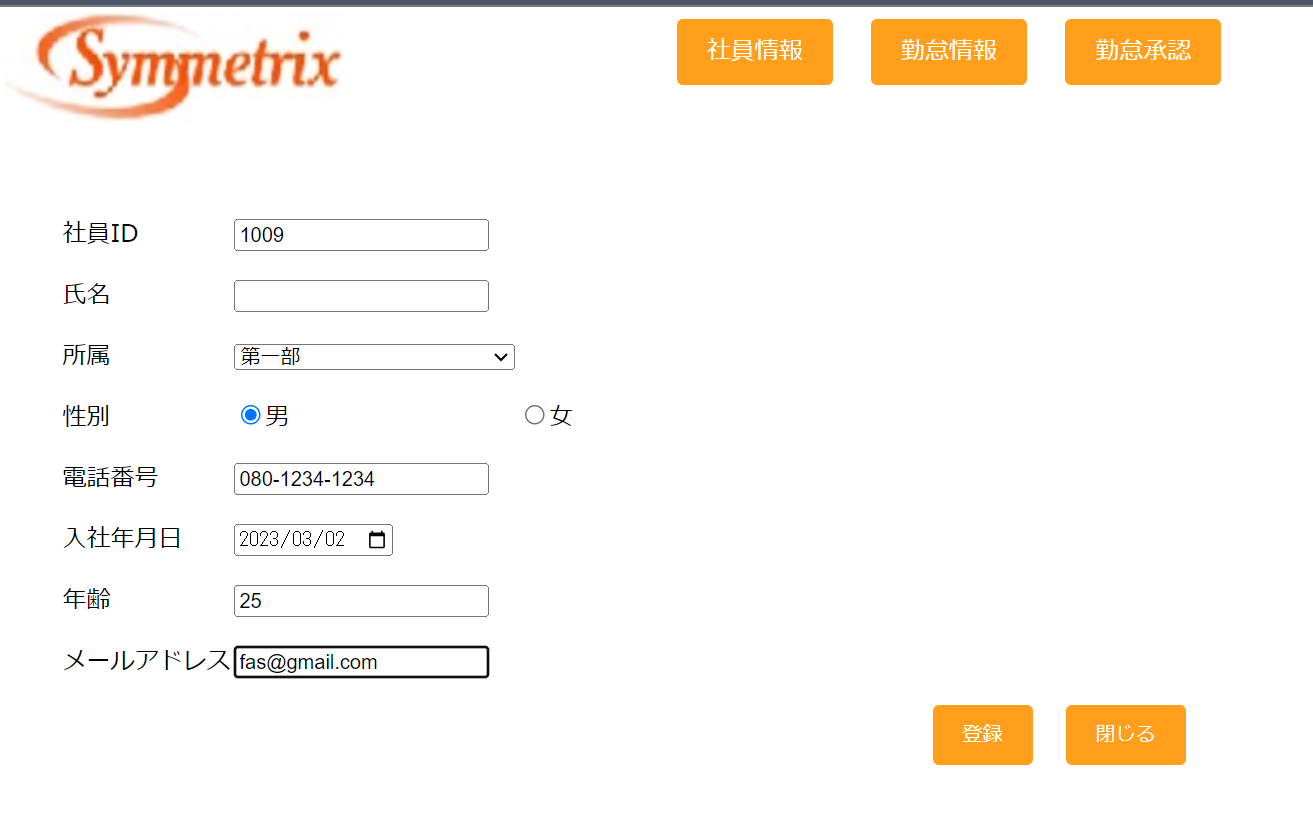 Symmetrix
社員情報 勤怠情報 勤怠承認
社員ID 1009
氏名
所属 第一部
性別 男 女
電話番号 080-1234-1234
入社年月日 2023/03/02
年齢 25
メールアドレス fas@gmail.com
登録 閉じる